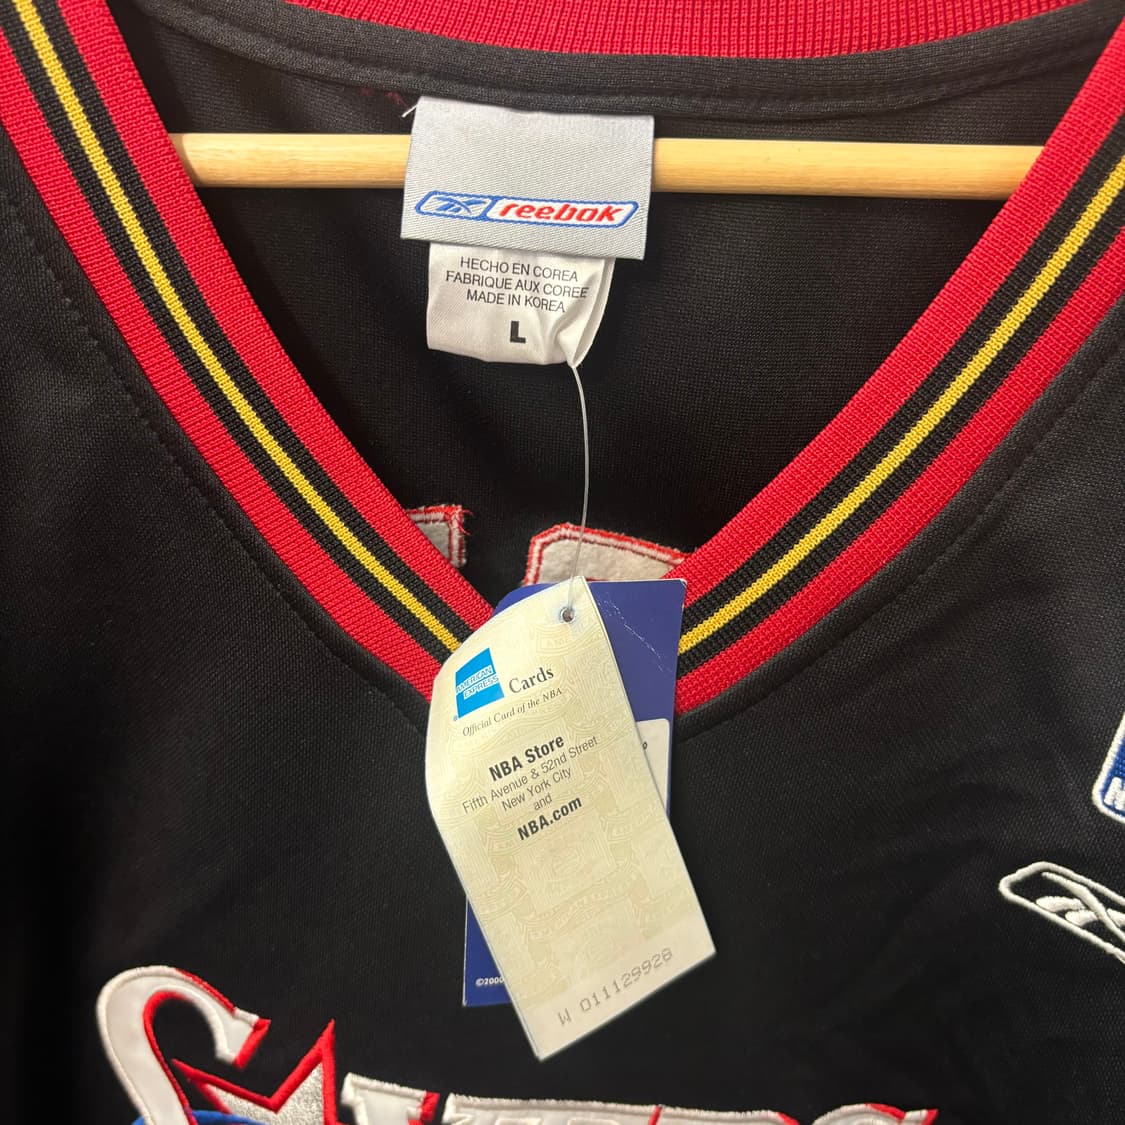 reebok
HECHO EN COREA
FABRIQUE AUX COREE
MADE IN KOREA
L
AMERICAN
EXPRESS
Cards
Official Card of the NBA
NBA Store
Fifth Avenue & 52nd Street
New York City
and
NBA.com
©2000
W 011129928